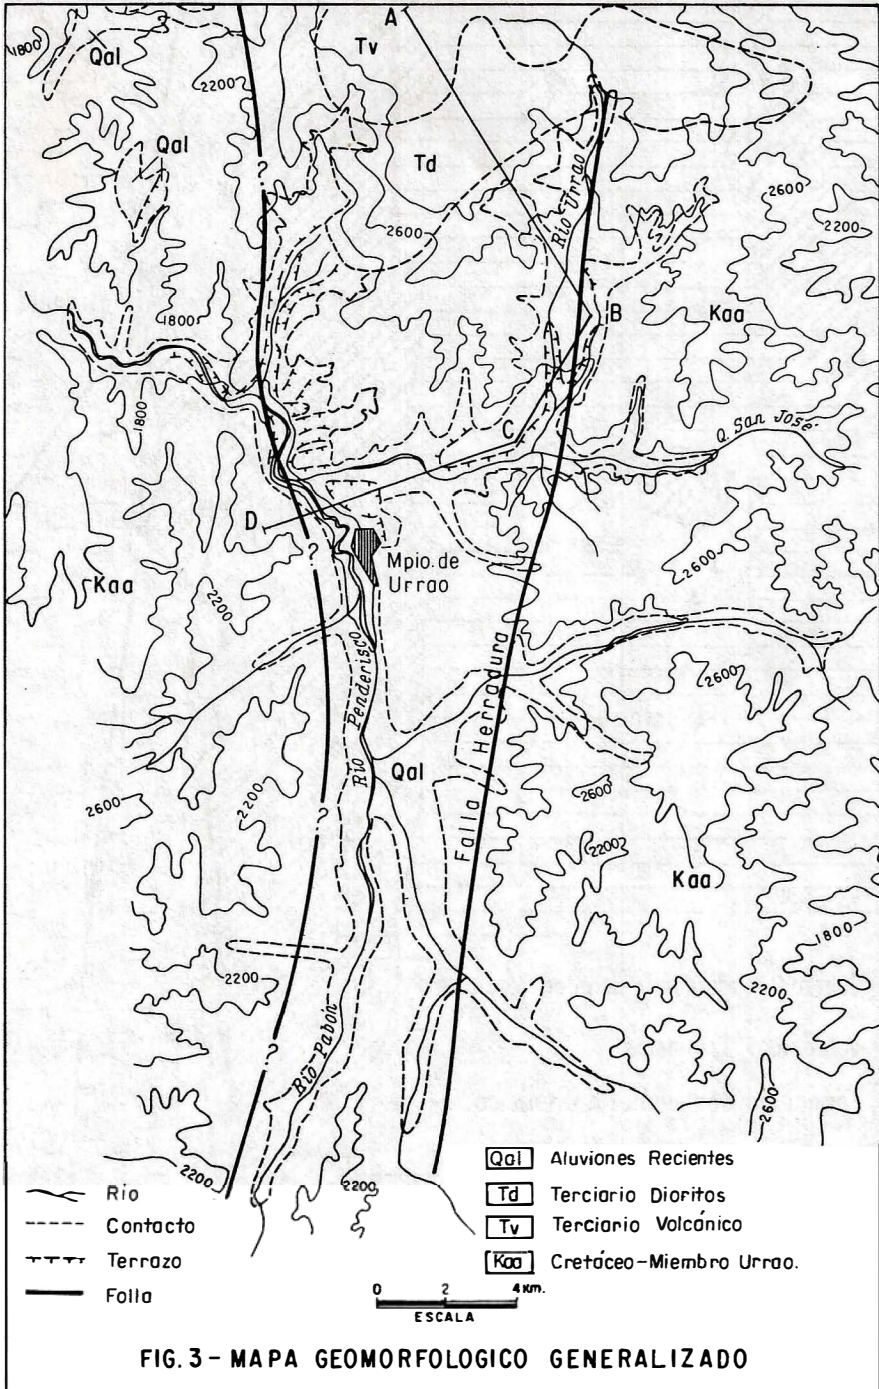 A
Tv
1800
Qal
2200
Qal
?
Td
Rio Urrao
2600
2600
2200
1800
B
Kaa
1800
C
Q. San José
D
?
Mpio. de
Urrao
Kaa
2200
2600
Rio Penderisco
Falla Herradura
2600
Qal
2600
2200
2600
?
2200
Kaa
1800
2200
2200
?
Rio Pabón
2600
2200
2200
Rio
Contacto
Terrazo
Folla
Qal Aluviones Recientes
Td Terciario Dioritos
Tv Terciario Volcánico
Kaa Cretáceo-Miembro Urrao.
0 2 4 Km.
ESCALA
FIG. 3 - MAPA GEOMORFOLOGICO GENERALIZADO